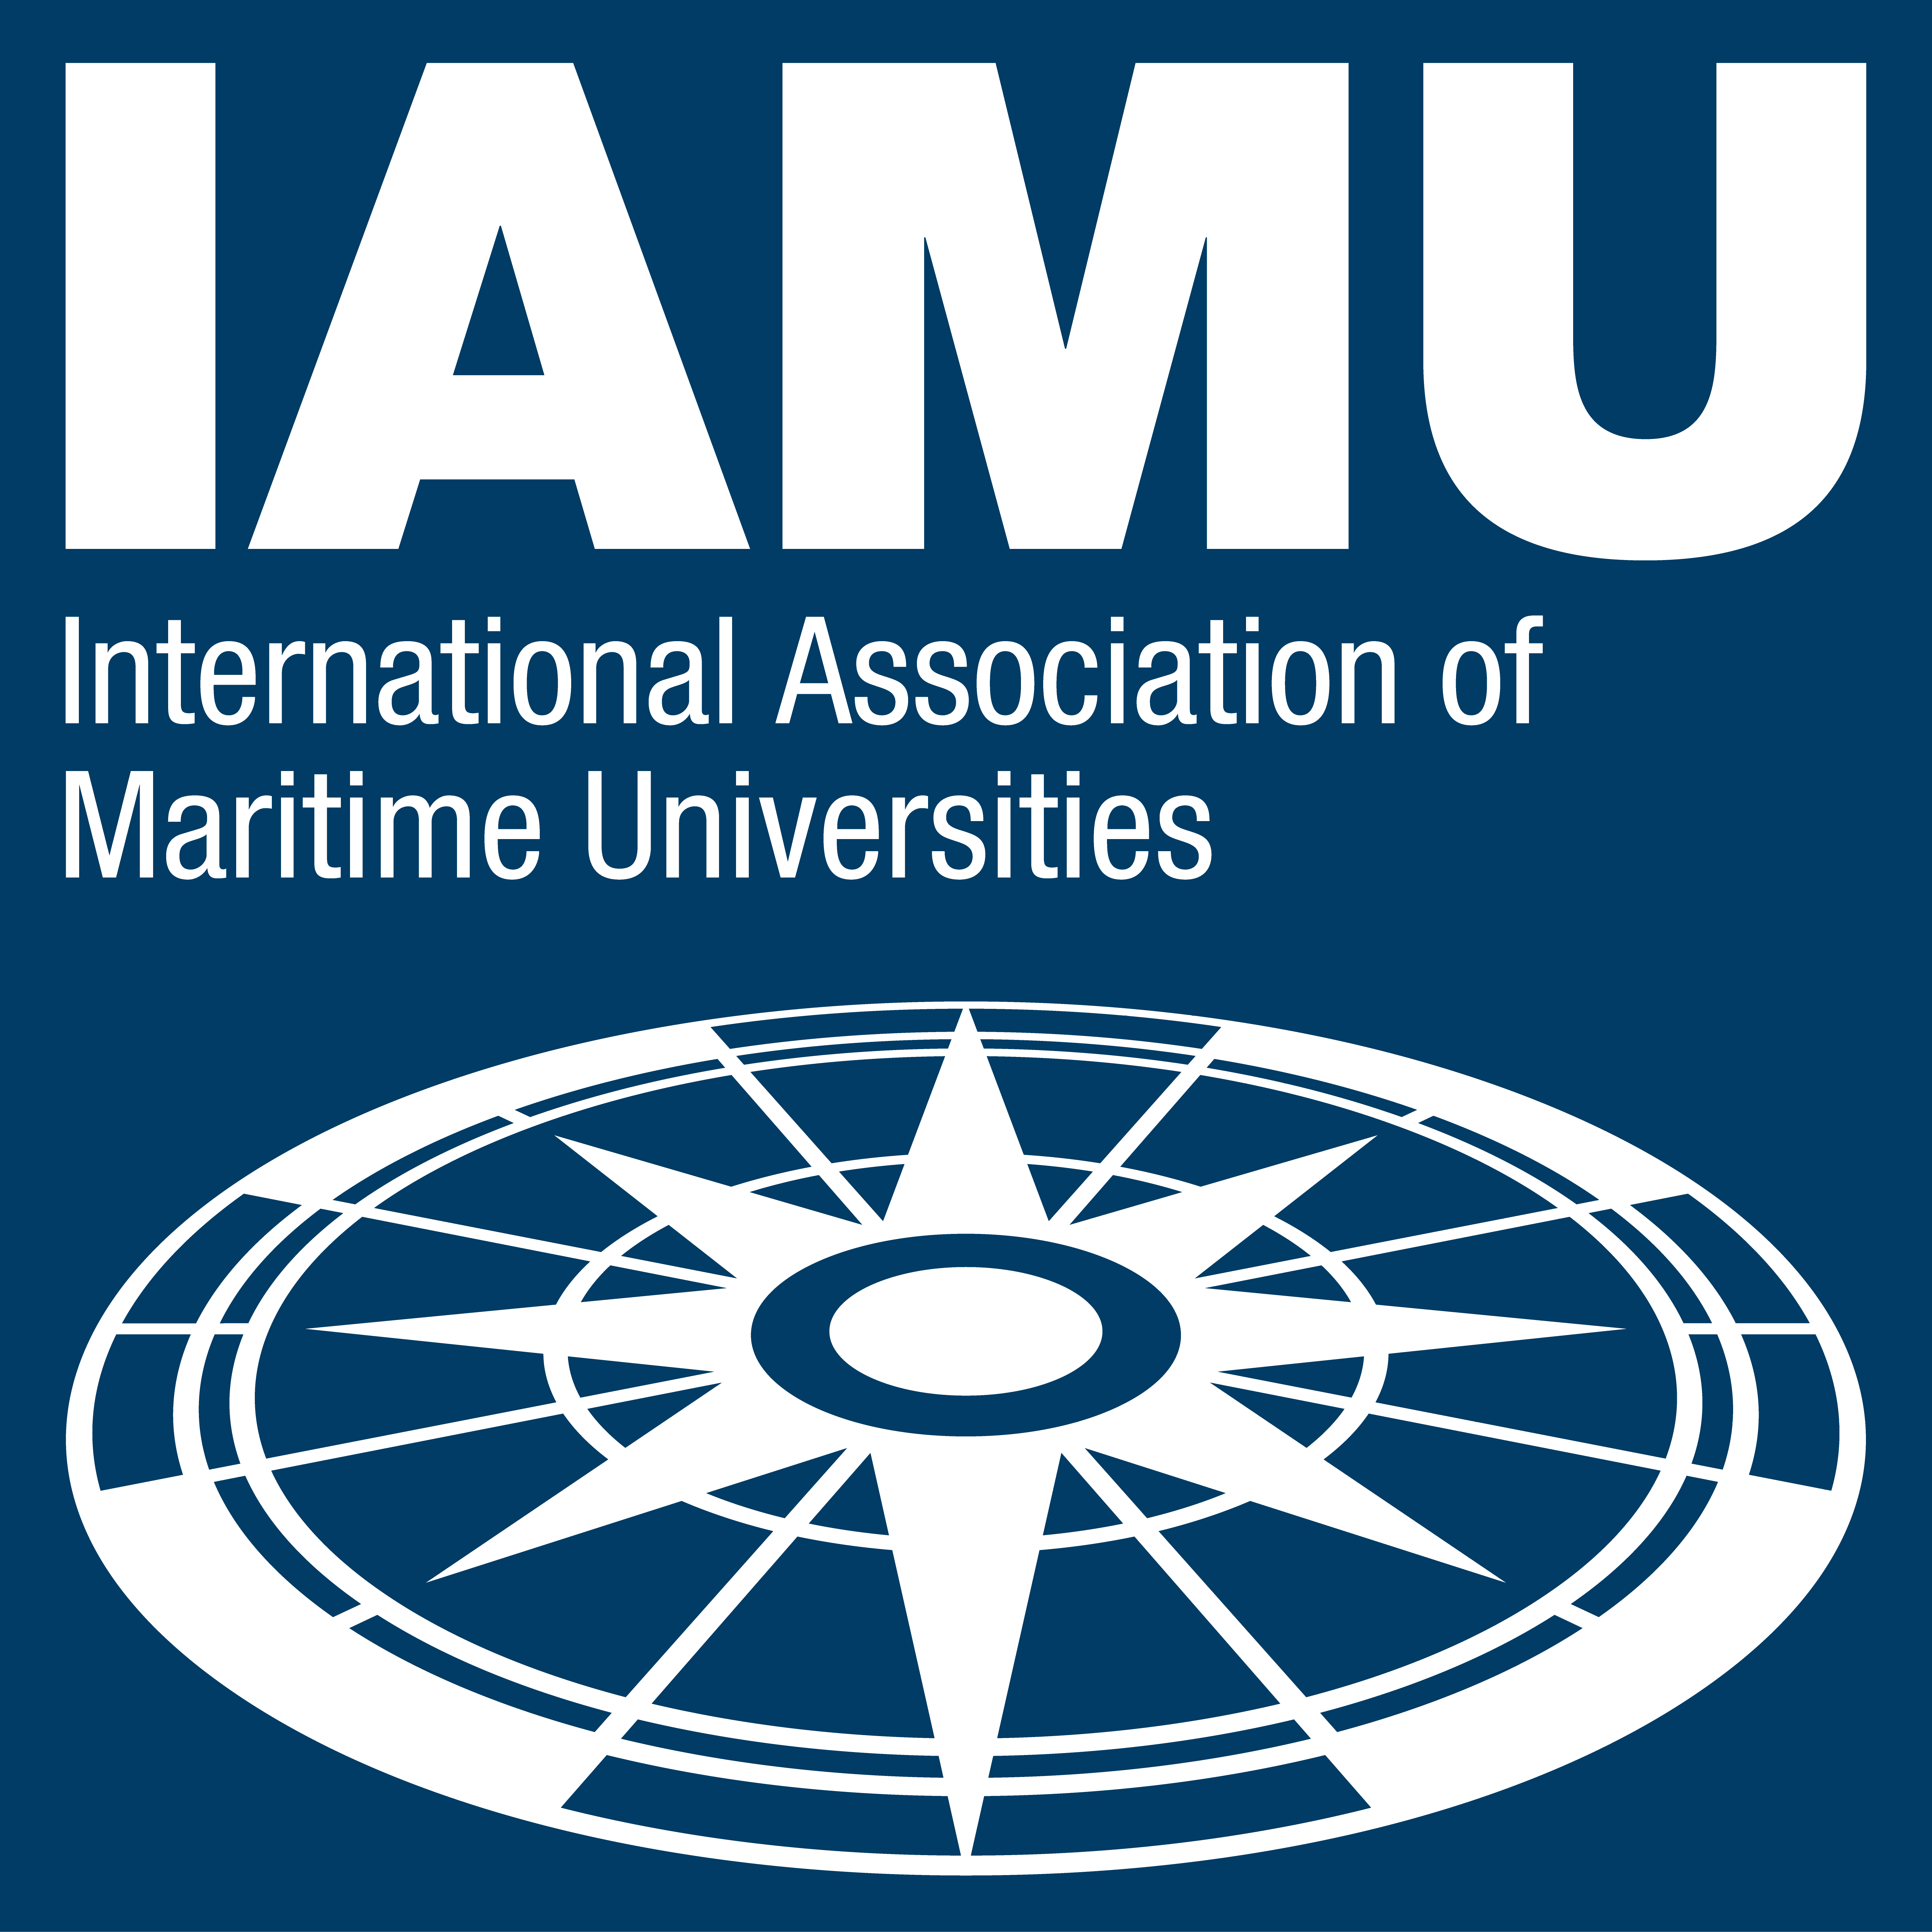 IAMU
International Association of
Maritime Universities